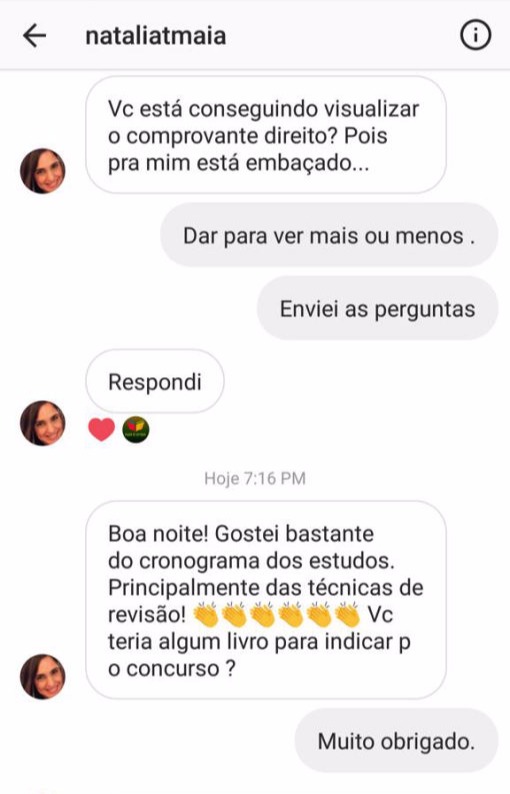 nataliatmaia
Vc está conseguindo visualizar
o comprovante direito? Pois
pra mim está embaçado...
Dar para ver mais ou menos .
Enviei as perguntas
Respondi
Hoje 7:16 PM
Boa noite! Gostei bastante
do cronograma dos estudos.
Principalmente das técnicas de
revisão! 👏👏👏👏👏👏 Vc
teria algum livro para indicar p
o concurso ?
Muito obrigado.